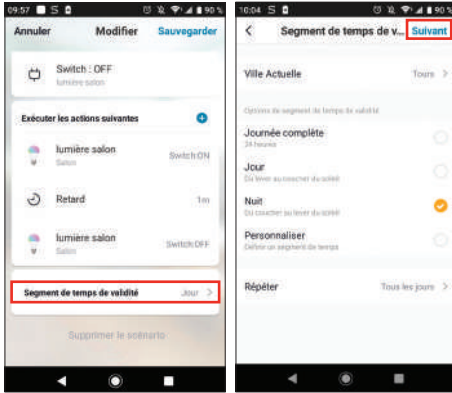 09:57 S 90 %
Annuler Modifier Sauvegarder
Switch : OFF
lumière salon
Exécuter les actions suivantes
lumière salon
Salon
Switch:ON
Retard 1m
lumière salon
Salon
Switch:OFF
Segment de temps de validité Jour >
Supprimer le scénario
10:04 S 90 %
< Segment de temps de v... Suivant
Ville Actuelle Tours >
Options de segment de temps de validité
Journée complète
24 heures
Jour
Du lever au coucher du soleil
Nuit
Du coucher au lever du soleil
Personnaliser
Définir un segment de temps
Répéter Tous les jours >